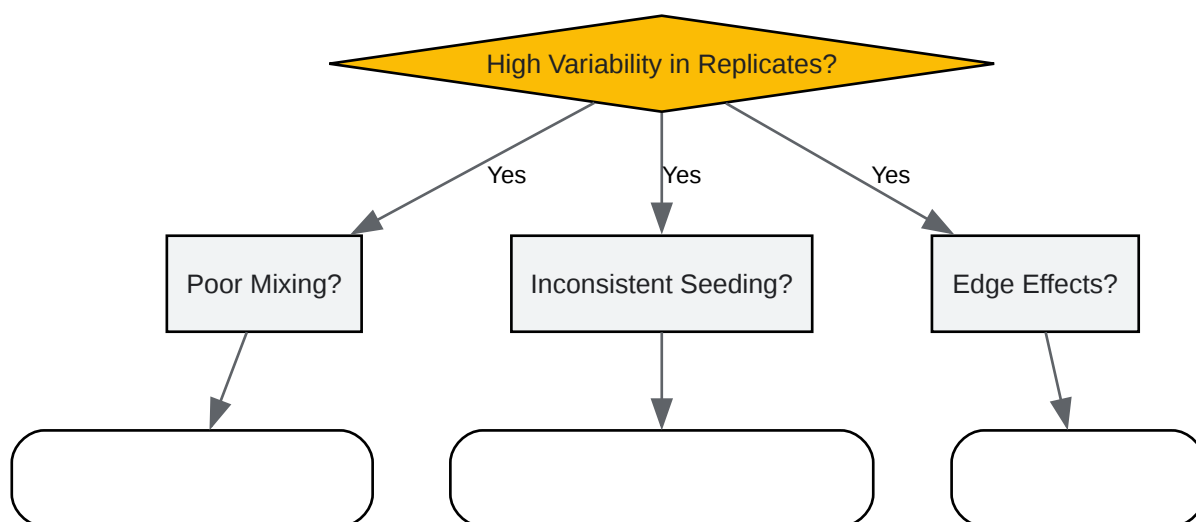 High Variability in Replicates?
Yes
Yes
Yes
Poor Mixing?
Inconsistent Seeding?
Edge Effects?